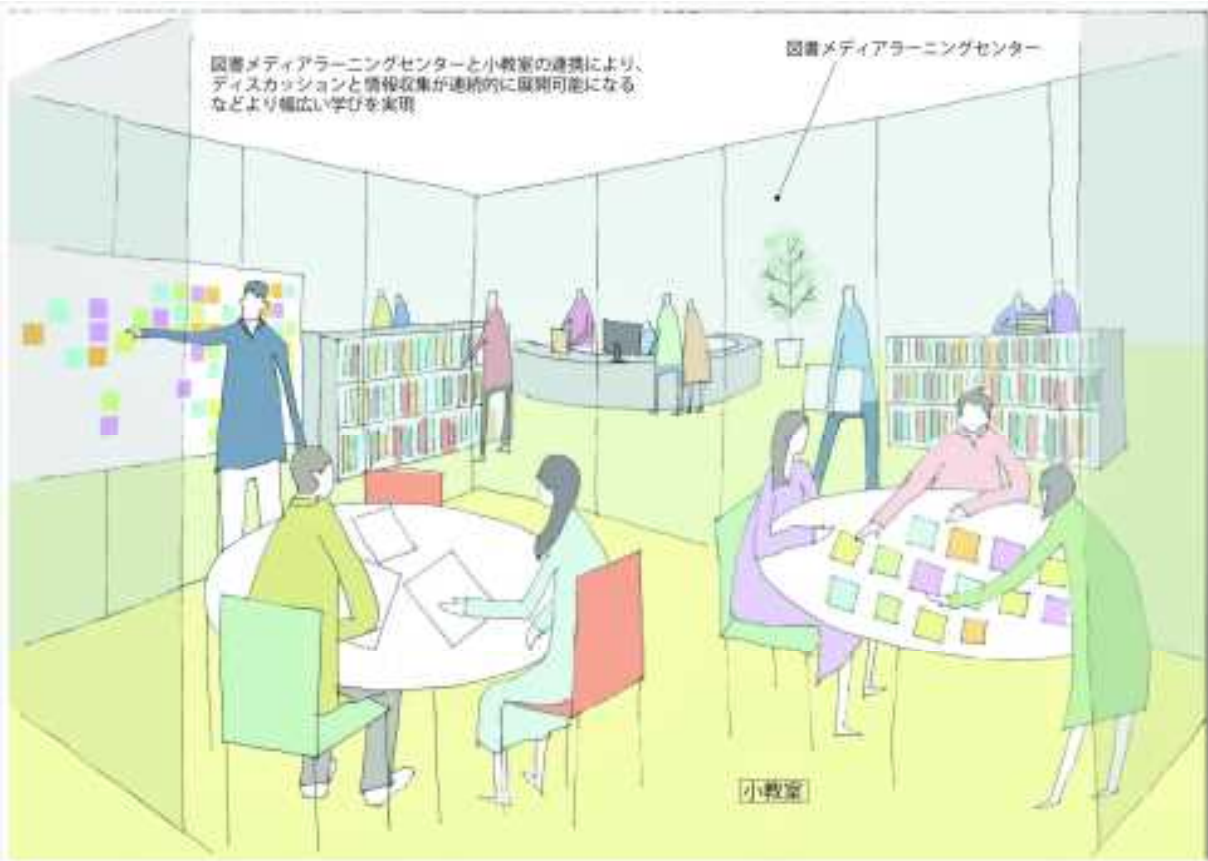 図書メディアラーニングセンターと小教室の連携により、
ディスカッションと情報収集が連続的に展開可能になる
などより幅広い学びを実現
図書メディアラーニングセンター
小教室